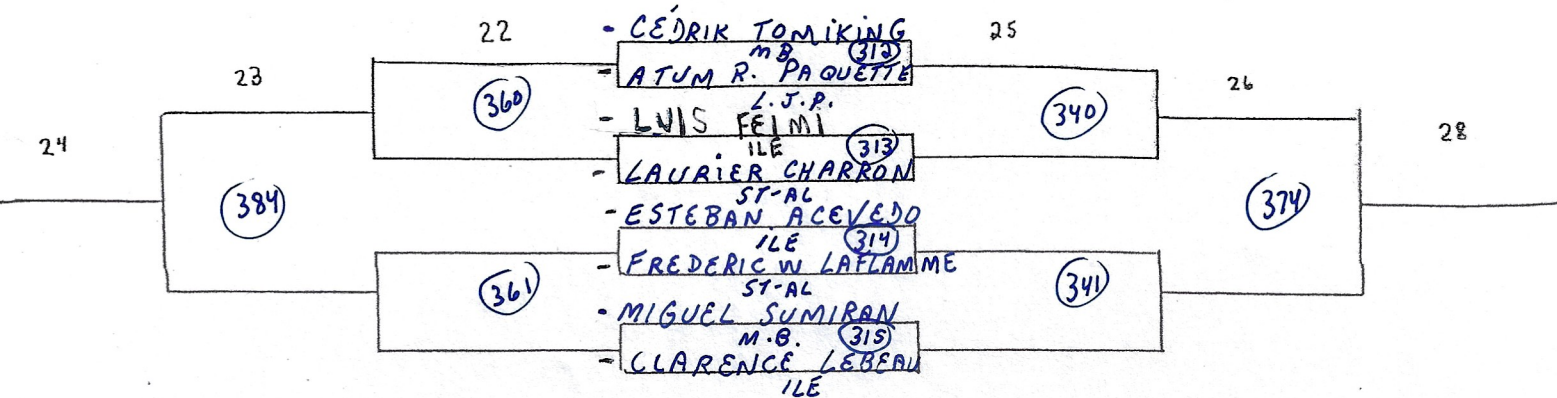 22
- CÉDRIK TOMIKING
25
MB 312
- ATUM R. PAQUETTE
23
26
360
L.J.P.
340
- LUIS FEIMI
24
ILE 313
28
- LAURIER CHARRON
ST-AL
384
- ESTEBAN ACEVEDO
374
ILE 314
- FREDERIC W LAFLAMME
361
ST-AL
341
- MIGUEL SUMIRAN
M.B. 315
- CLARENCE LEBEAU
ILE